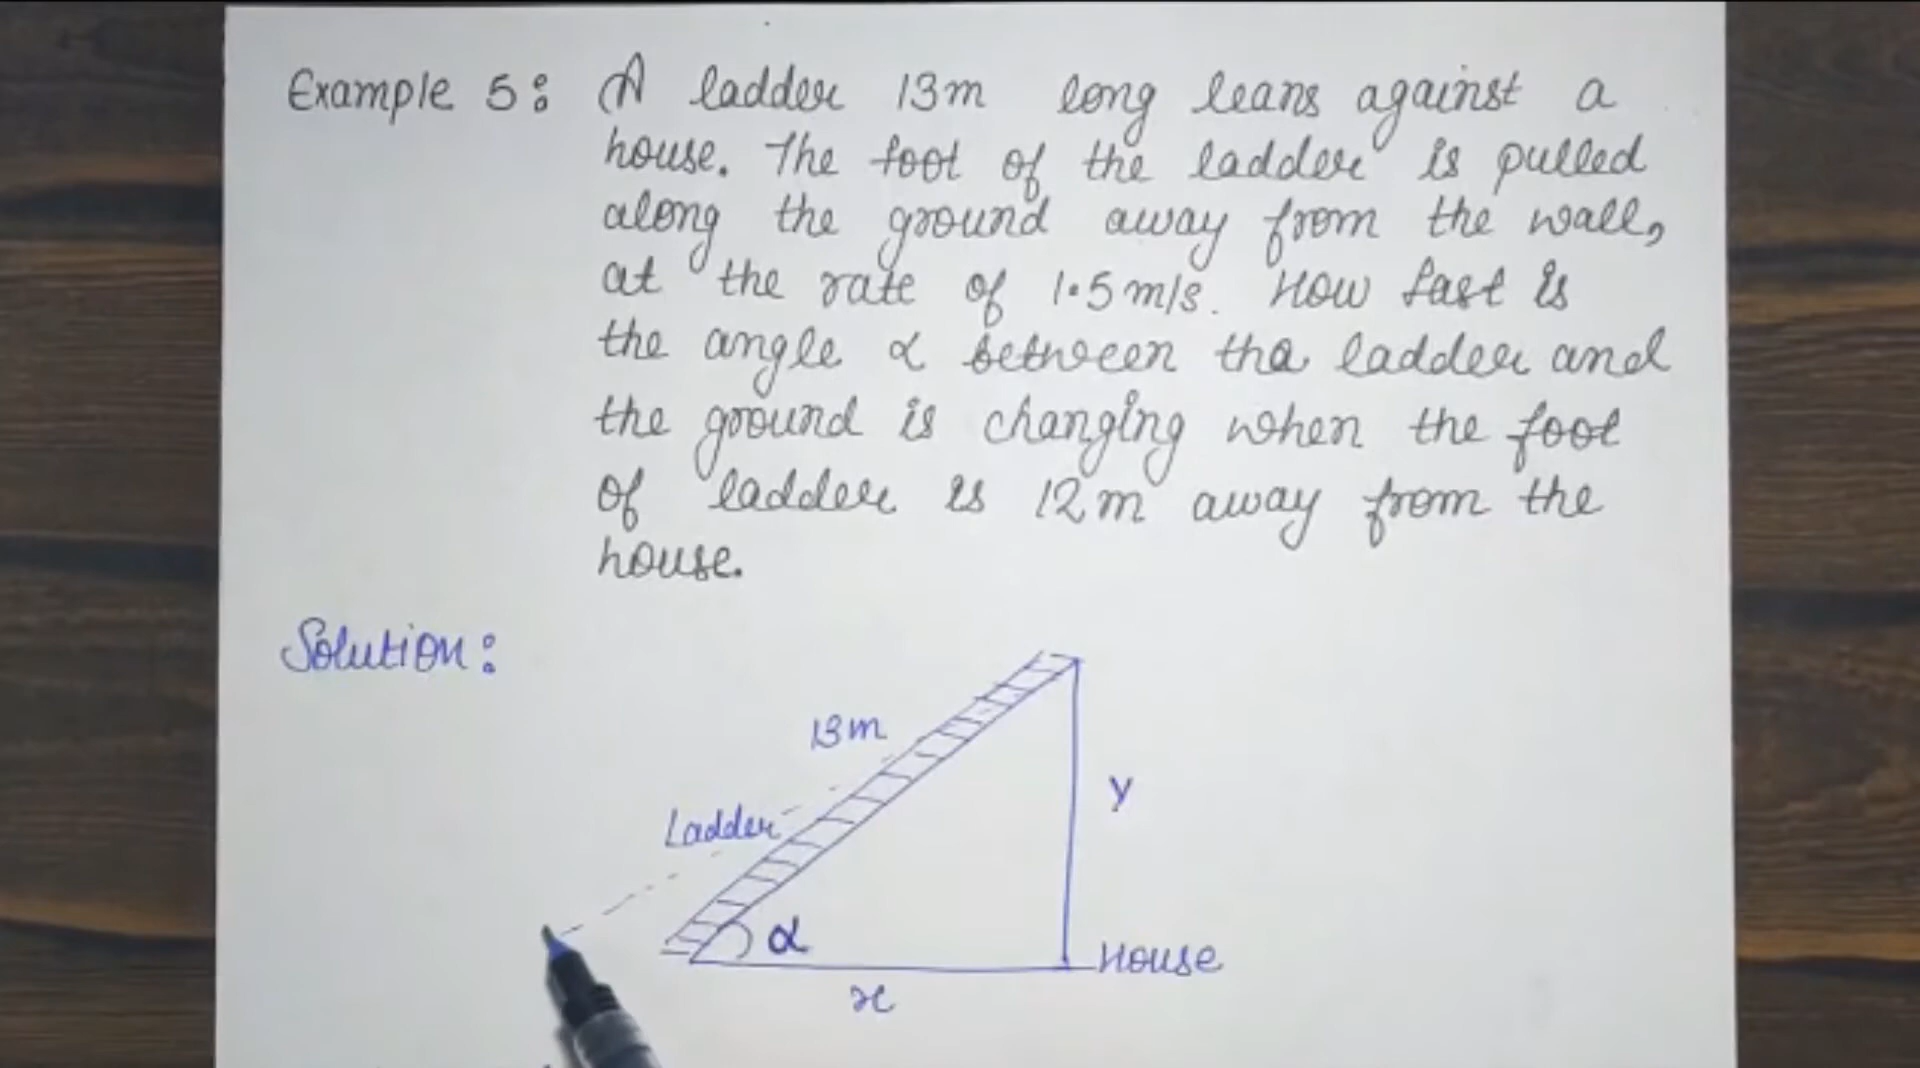 Example 5: A ladder 13m long leans against a
house. The foot of the ladder is pulled
along the ground away from the wall,
at the rate of 1.5 m/s. How fast is
the angle α between the ladder and
the ground is changing when the foot
of ladder is 12 m away from the
house.
Solution:
13m
y
Ladder
α
House
x